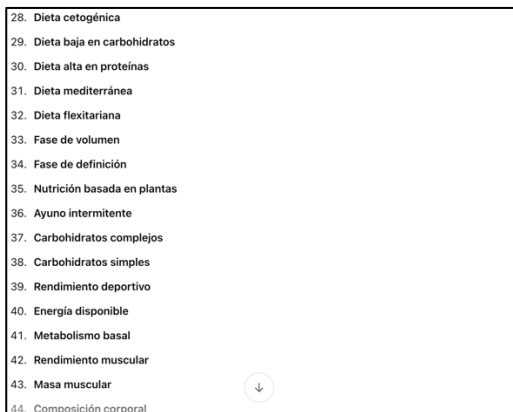 28. Dieta cetogénica
29. Dieta baja en carbohidratos
30. Dieta alta en proteínas
31. Dieta mediterránea
32. Dieta flexitariana
33. Fase de volumen
34. Fase de definición
35. Nutrición basada en plantas
36. Ayuno intermitente
37. Carbohidratos complejos
38. Carbohidratos simples
39. Rendimiento deportivo
40. Energía disponible
41. Metabolismo basal
42. Rendimiento muscular
43. Masa muscular
44. Composición corporal